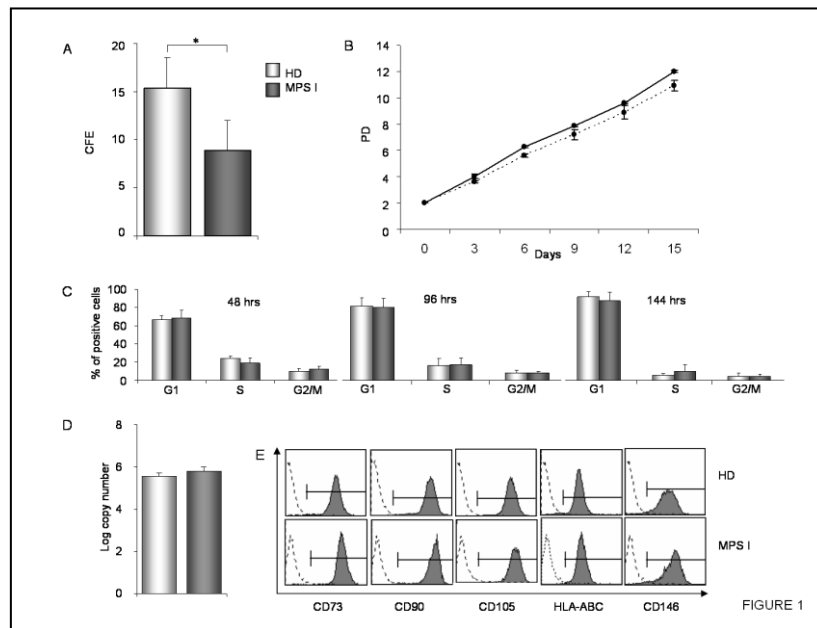 A
20
15
10
5
0
CFE
*
HD
MPS I
B
14
12
10
8
6
4
2
0
PD
0 3 6 9 12 15
Days
C
100
80
60
40
20
0
% of positive cells
48 hrs
96 hrs
144 hrs
G1 S G2/M G1 S G2/M G1 S G2/M
D
8
6
4
2
0
Log copy number
E
HD
MPS I
CD73 CD90 CD105 HLA-ABC CD146
FIGURE 1